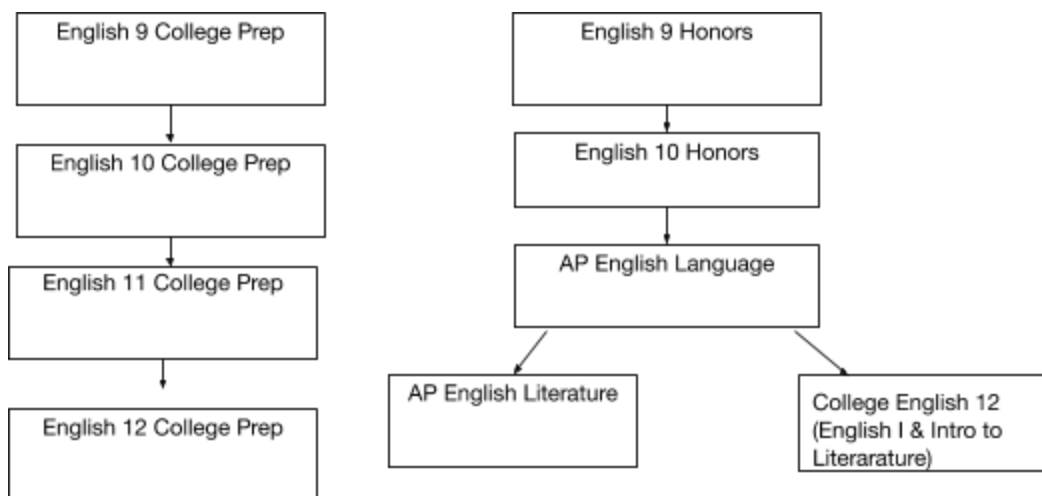 English 9 College Prep
English 10 College Prep
English 11 College Prep
English 12 College Prep
English 9 Honors
English 10 Honors
AP English Language
AP English Literature
College English 12
(English I & Intro to
Literarature)